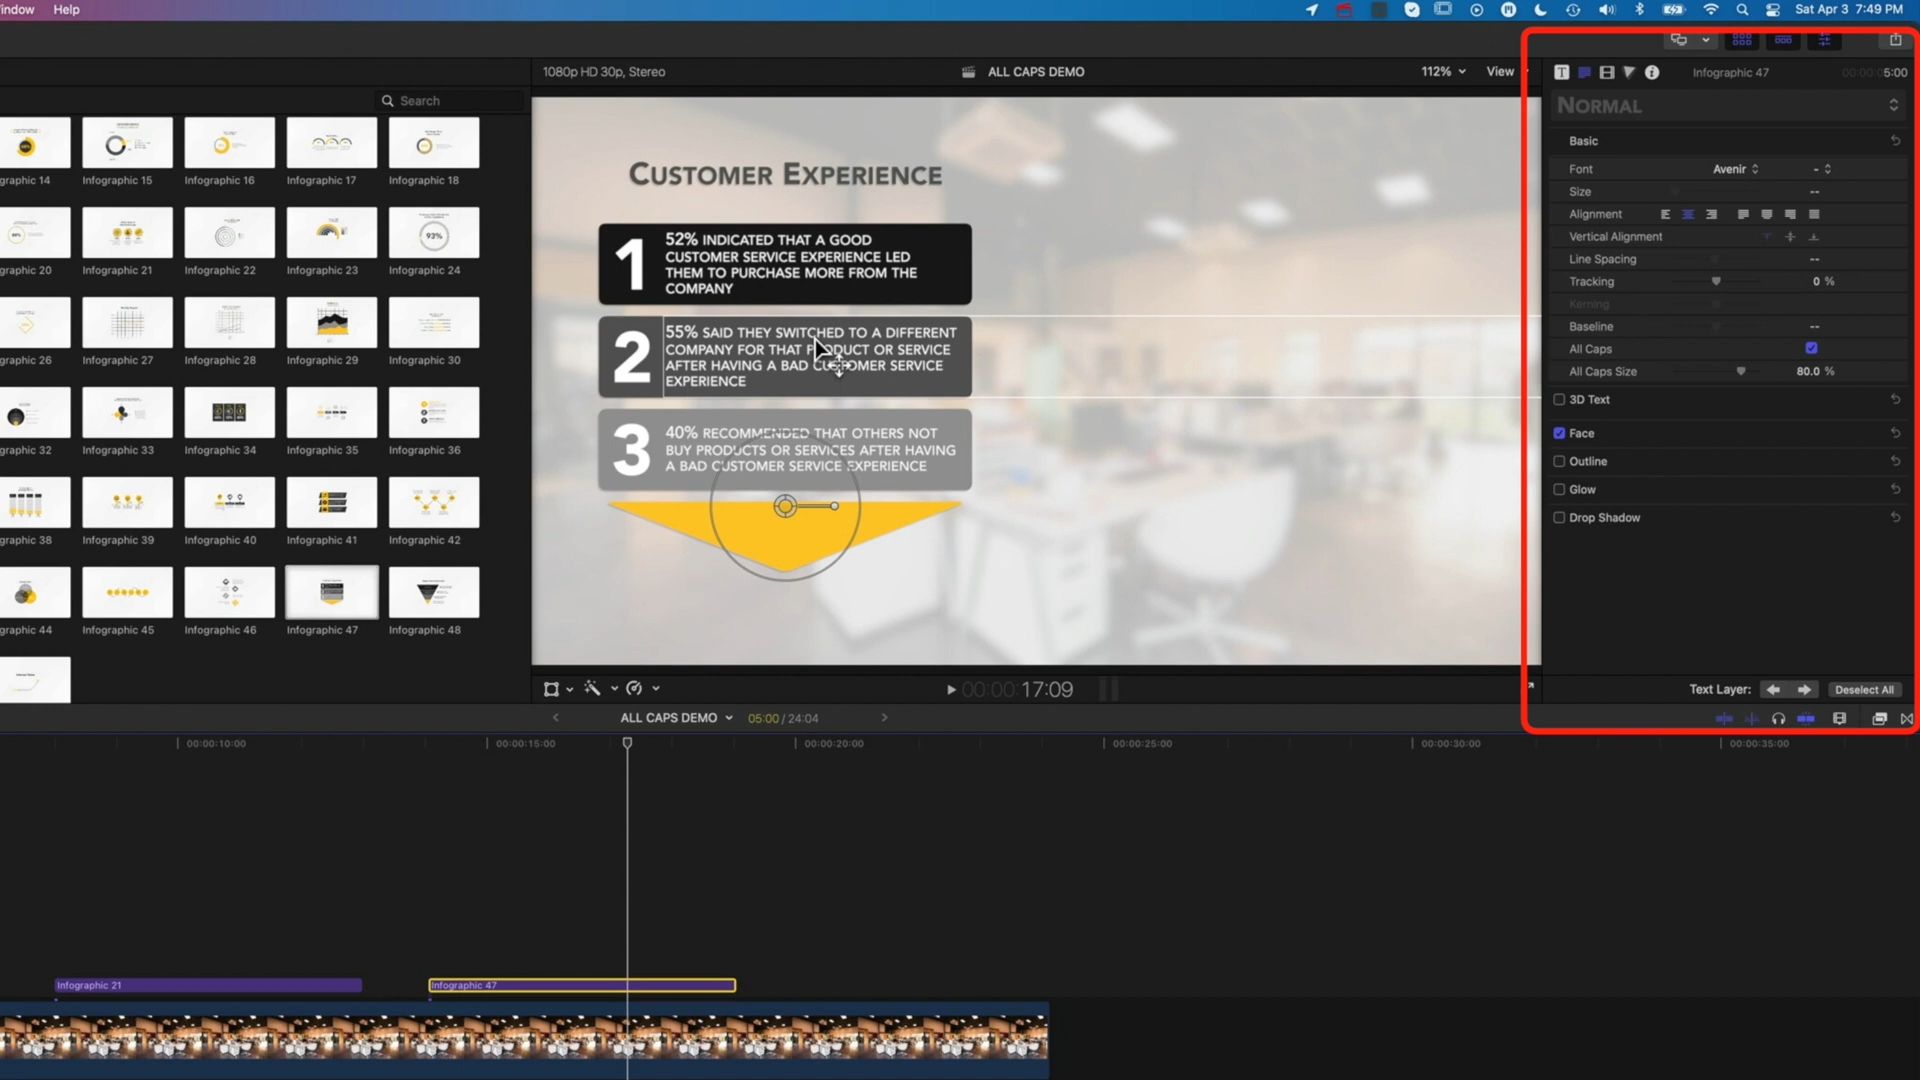 indow Help
Sat Apr 3 7:49 PM
1080p HD 30p, Stereo
ALL CAPS DEMO
112%
View
Infographic 47
00:00:05:00
Search
NORMAL
Basic
Font
Avenir
-
Size
--
Alignment
Vertical Alignment
Line Spacing
--
Tracking
0 %
Kerning
Baseline
--
All Caps
All Caps Size
80.0 %
3D Text
Face
Outline
Glow
Drop Shadow
Text Layer:
Deselect All
graphic 14
Infographic 15
Infographic 16
Infographic 17
Infographic 18
93%
graphic 20
Infographic 21
Infographic 22
Infographic 23
Infographic 24
graphic 26
Infographic 27
Infographic 28
Infographic 29
Infographic 30
graphic 32
Infographic 33
Infographic 34
Infographic 35
Infographic 36
graphic 38
Infographic 39
Infographic 40
Infographic 41
Infographic 42
graphic 44
Infographic 45
Infographic 46
Infographic 47
Infographic 48
CUSTOMER EXPERIENCE
1
52% INDICATED THAT A GOOD
CUSTOMER SERVICE EXPERIENCE LED
THEM TO PURCHASE MORE FROM THE
COMPANY
2
55% SAID THEY SWITCHED TO A DIFFERENT
COMPANY FOR THAT PRODUCT OR SERVICE
AFTER HAVING A BAD CUSTOMER SERVICE
EXPERIENCE
3
40% RECOMMENDED THAT OTHERS NOT
BUY PRODUCTS OR SERVICES AFTER HAVING
A BAD CUSTOMER SERVICE EXPERIENCE
00:00:17:09
ALL CAPS DEMO
05:00 / 24:04
00:00:10:00
00:00:15:00
00:00:20:00
00:00:25:00
00:00:30:00
00:00:35:00
Infographic 21
Infographic 47